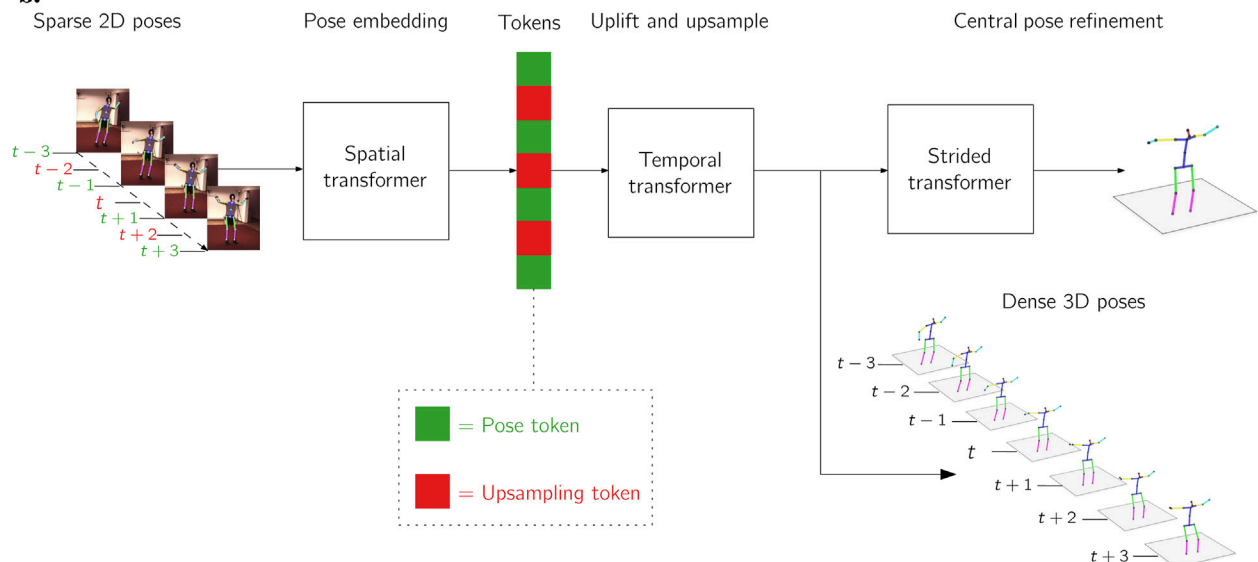 Sparse 2D poses
Pose embedding
Tokens
Uplift and upsample
Central pose refinement
t − 3
t − 2
t − 1
t
t + 1
t + 2
t + 3
Spatial
transformer
Temporal
transformer
Strided
transformer
Dense 3D poses
t − 3
t − 2
t − 1
t
t + 1
t + 2
t + 3
= Pose token
= Upsampling token